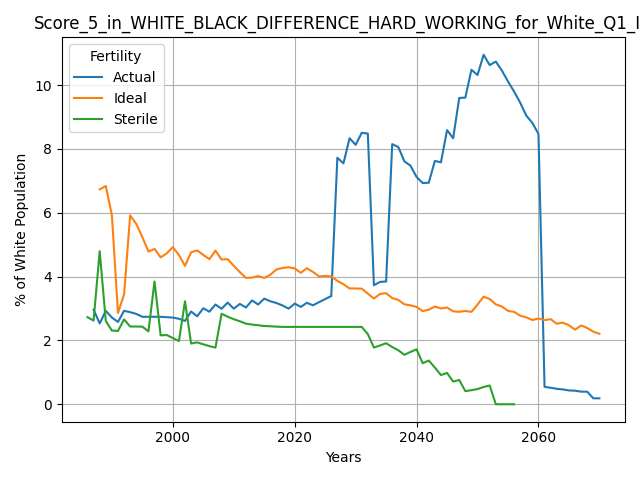 Score_5_in_WHITE_BLACK_DIFFERENCE_HARD_WORKING_for_White_Q1_I
Fertility
Actual
Ideal
Sterile
% of White Population
10
8
6
4
2
0
2000 2020 2040 2060
Years